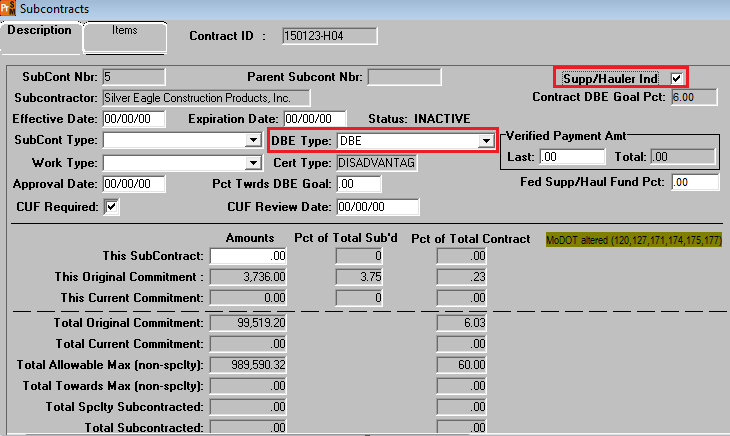 Subcontracts
Description Items Contract ID : 150123-H04
SubCont Nbr: 5 Parent Subcont Nbr: Supp/Hauler Ind
Subcontractor: Silver Eagle Construction Products, Inc. Contract DBE Goal Pct: 6.00
Effective Date: 00/00/00 Expiration Date: 00/00/00 Status: INACTIVE
SubCont Type: DBE Type: DBE Verified Payment Amt
Work Type: Cert Type: DISADVANTAG Last: .00 Total: .00
Approval Date: 00/00/00 Pct Twrds DBE Goal: .00 Fed Supp/Haul Fund Pct: .00
CUF Required: CUF Review Date: 00/00/00
Amounts Pct of Total Sub'd Pct of Total Contract MoDOT altered (120,127,171,174,175,177)
This SubContract: .00 0 .00
This Original Commitment : 3,736.00 3.75 .23
This Current Commitment: 0.00 0 .00
Total Original Commitment: 99,519.20 6.03
Total Current Commitment: .00 .00
Total Allowable Max (non-spclty): 989,590.32 60.00
Total Towards Max (non-spclty): .00 .00
Total Spclty Subcontracted: .00 .00
Total Subcontracted: .00 .00